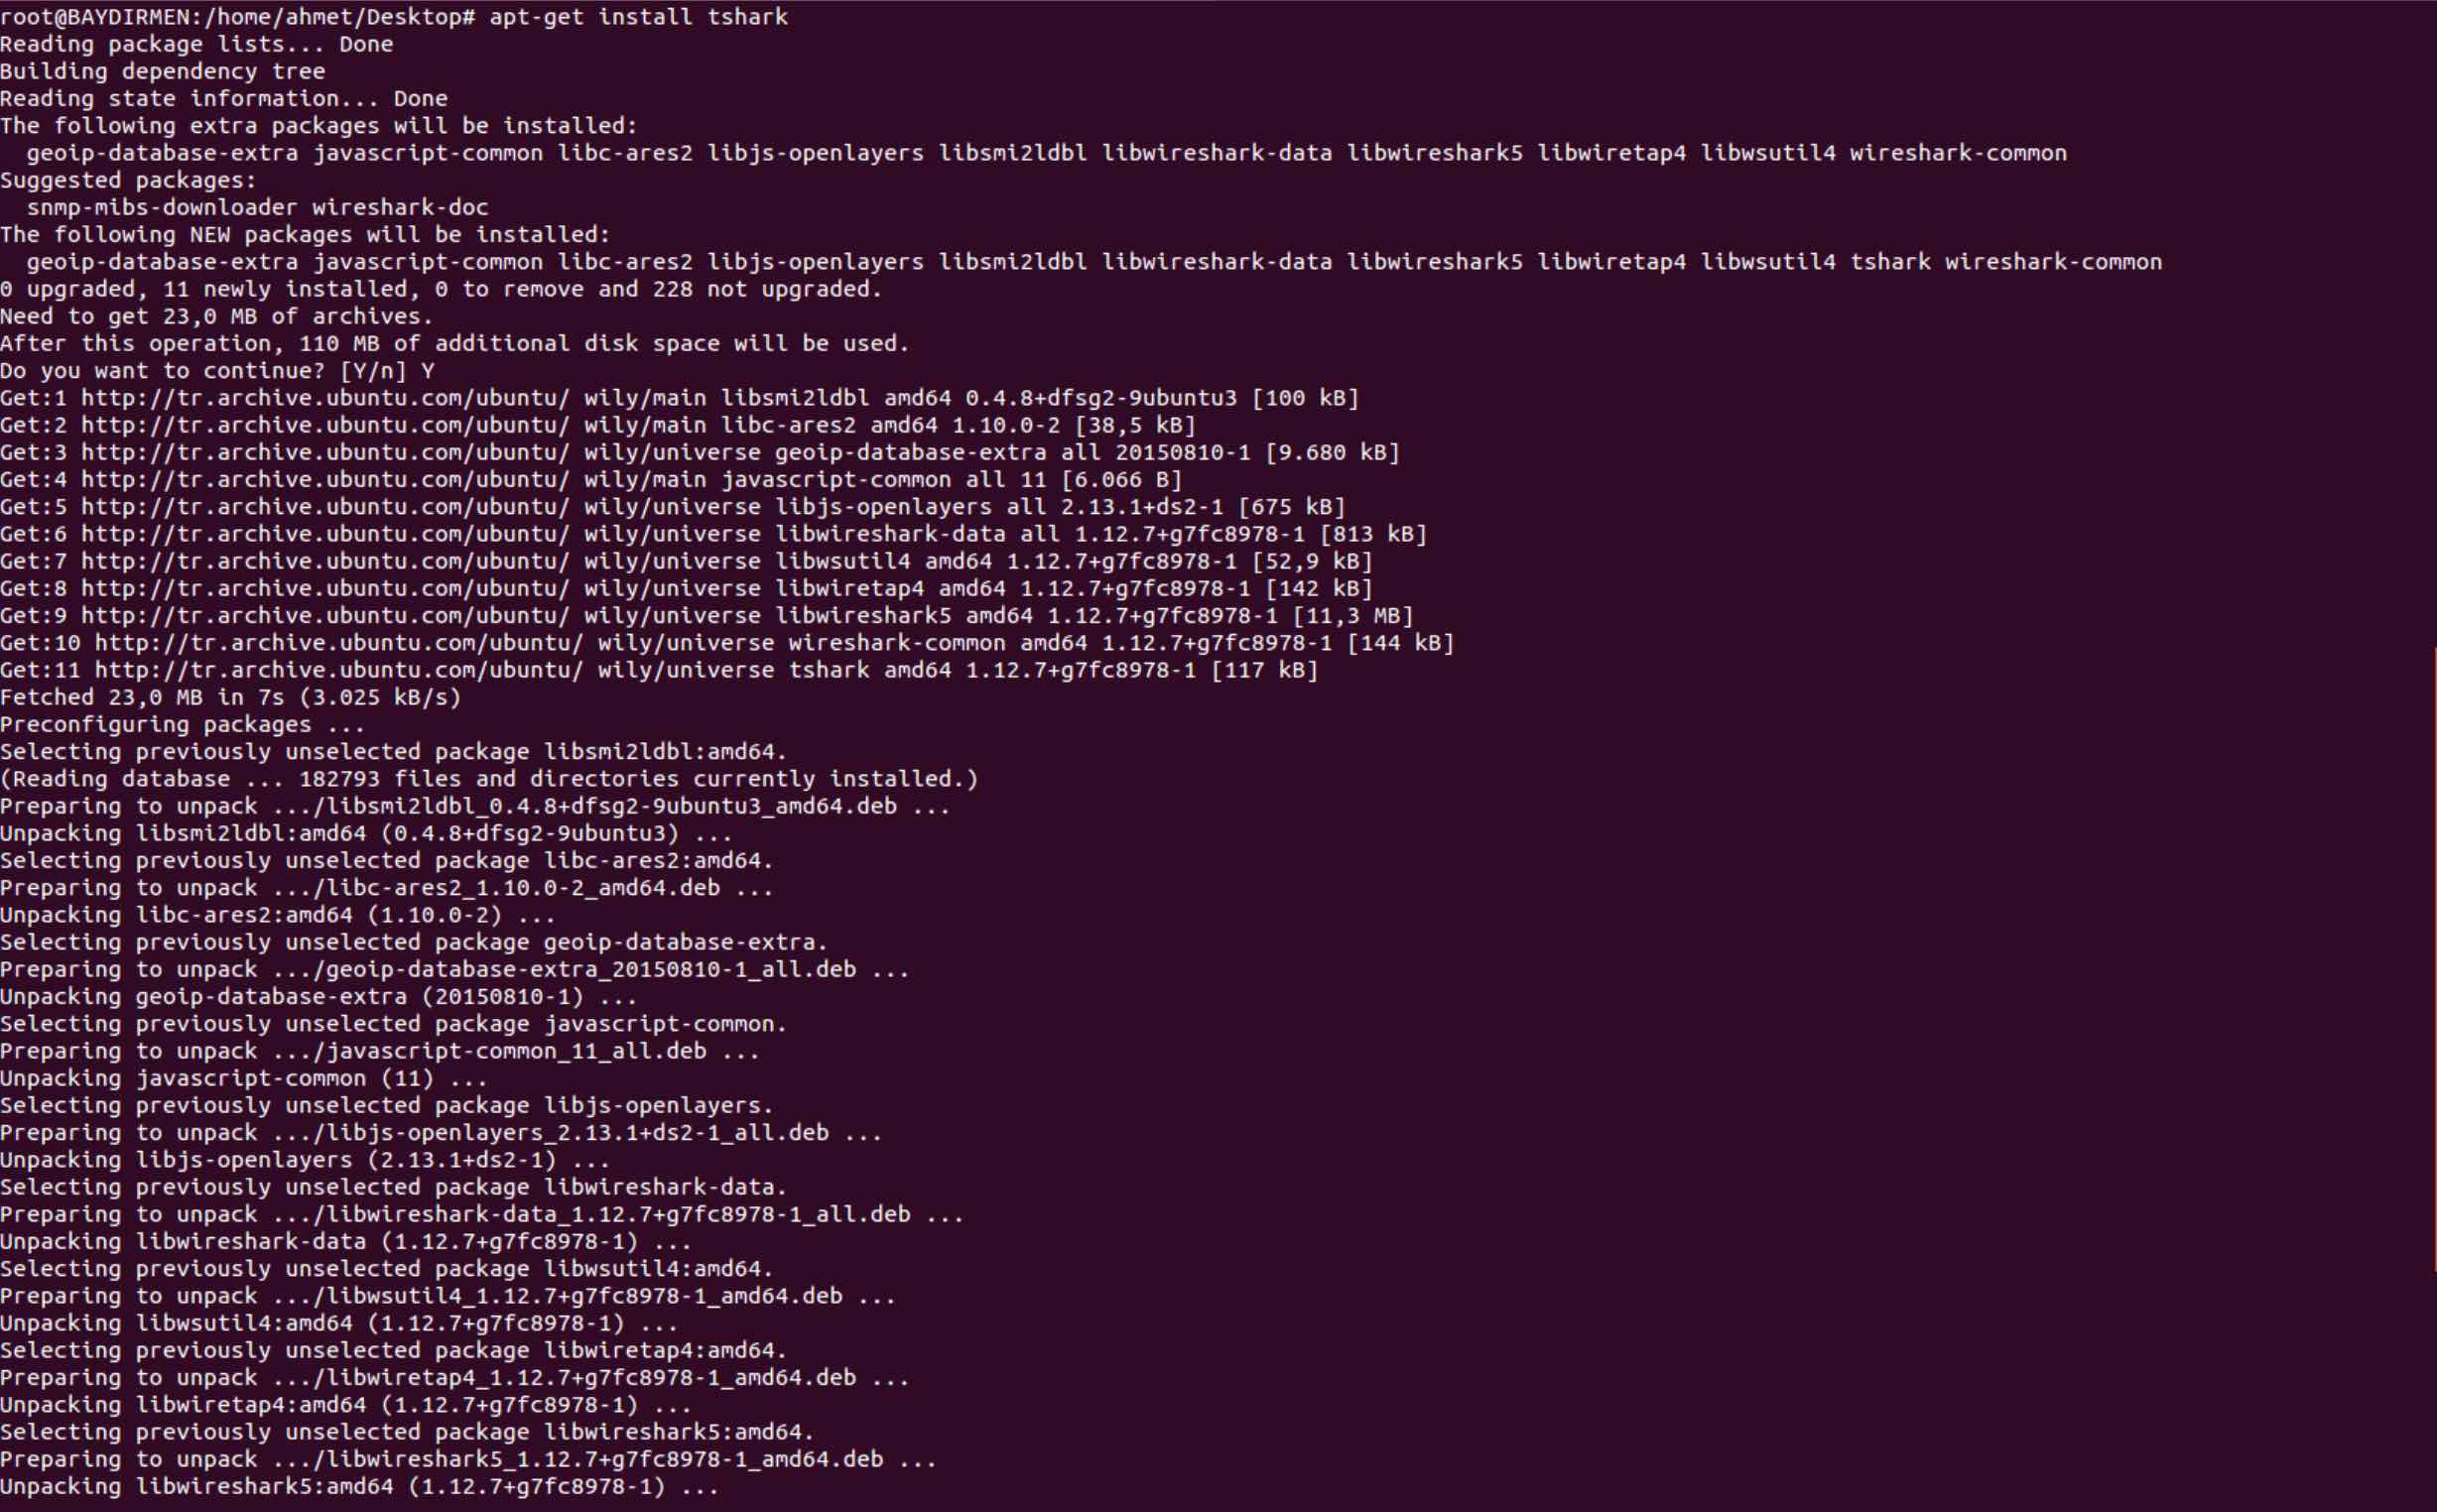 root@BAYDIRMEN:/home/ahmet/Desktop# apt-get install tshark
Reading package lists... Done
Building dependency tree
Reading state information... Done
The following extra packages will be installed:
  geoip-database-extra javascript-common libc-ares2 libjs-openlayers libsmi2ldbl libwireshark-data libwireshark5 libwiretap4 libwsutil4 wireshark-common
Suggested packages:
  snmp-mibs-downloader wireshark-doc
The following NEW packages will be installed:
  geoip-database-extra javascript-common libc-ares2 libjs-openlayers libsmi2ldbl libwireshark-data libwireshark5 libwiretap4 libwsutil4 tshark wireshark-common
0 upgraded, 11 newly installed, 0 to remove and 228 not upgraded.
Need to get 23,0 MB of archives.
After this operation, 110 MB of additional disk space will be used.
Do you want to continue? [Y/n] Y
Get:1 http://tr.archive.ubuntu.com/ubuntu/ wily/main libsmi2ldbl amd64 0.4.8+dfsg2-9ubuntu3 [100 kB]
Get:2 http://tr.archive.ubuntu.com/ubuntu/ wily/main libc-ares2 amd64 1.10.0-2 [38,5 kB]
Get:3 http://tr.archive.ubuntu.com/ubuntu/ wily/universe geoip-database-extra all 20150810-1 [9.680 kB]
Get:4 http://tr.archive.ubuntu.com/ubuntu/ wily/main javascript-common all 11 [6.066 B]
Get:5 http://tr.archive.ubuntu.com/ubuntu/ wily/universe libjs-openlayers all 2.13.1+ds2-1 [675 kB]
Get:6 http://tr.archive.ubuntu.com/ubuntu/ wily/universe libwireshark-data all 1.12.7+g7fc8978-1 [813 kB]
Get:7 http://tr.archive.ubuntu.com/ubuntu/ wily/universe libwsutil4 amd64 1.12.7+g7fc8978-1 [52,9 kB]
Get:8 http://tr.archive.ubuntu.com/ubuntu/ wily/universe libwiretap4 amd64 1.12.7+g7fc8978-1 [142 kB]
Get:9 http://tr.archive.ubuntu.com/ubuntu/ wily/universe libwireshark5 amd64 1.12.7+g7fc8978-1 [11,3 MB]
Get:10 http://tr.archive.ubuntu.com/ubuntu/ wily/universe wireshark-common amd64 1.12.7+g7fc8978-1 [144 kB]
Get:11 http://tr.archive.ubuntu.com/ubuntu/ wily/universe tshark amd64 1.12.7+g7fc8978-1 [117 kB]
Fetched 23,0 MB in 7s (3.025 kB/s)
Preconfiguring packages ...
Selecting previously unselected package libsmi2ldbl:amd64.
(Reading database ... 182793 files and directories currently installed.)
Preparing to unpack .../libsmi2ldbl_0.4.8+dfsg2-9ubuntu3_amd64.deb ...
Unpacking libsmi2ldbl:amd64 (0.4.8+dfsg2-9ubuntu3) ...
Selecting previously unselected package libc-ares2:amd64.
Preparing to unpack .../libc-ares2_1.10.0-2_amd64.deb ...
Unpacking libc-ares2:amd64 (1.10.0-2) ...
Selecting previously unselected package geoip-database-extra.
Preparing to unpack .../geoip-database-extra_20150810-1_all.deb ...
Unpacking geoip-database-extra (20150810-1) ...
Selecting previously unselected package javascript-common.
Preparing to unpack .../javascript-common_11_all.deb ...
Unpacking javascript-common (11) ...
Selecting previously unselected package libjs-openlayers.
Preparing to unpack .../libjs-openlayers_2.13.1+ds2-1_all.deb ...
Unpacking libjs-openlayers (2.13.1+ds2-1) ...
Selecting previously unselected package libwireshark-data.
Preparing to unpack .../libwireshark-data_1.12.7+g7fc8978-1_all.deb ...
Unpacking libwireshark-data (1.12.7+g7fc8978-1) ...
Selecting previously unselected package libwsutil4:amd64.
Preparing to unpack .../libwsutil4_1.12.7+g7fc8978-1_amd64.deb ...
Unpacking libwsutil4:amd64 (1.12.7+g7fc8978-1) ...
Selecting previously unselected package libwiretap4:amd64.
Preparing to unpack .../libwiretap4_1.12.7+g7fc8978-1_amd64.deb ...
Unpacking libwiretap4:amd64 (1.12.7+g7fc8978-1) ...
Selecting previously unselected package libwireshark5:amd64.
Preparing to unpack .../libwireshark5_1.12.7+g7fc8978-1_amd64.deb ...
Unpacking libwireshark5:amd64 (1.12.7+g7fc8978-1) ...